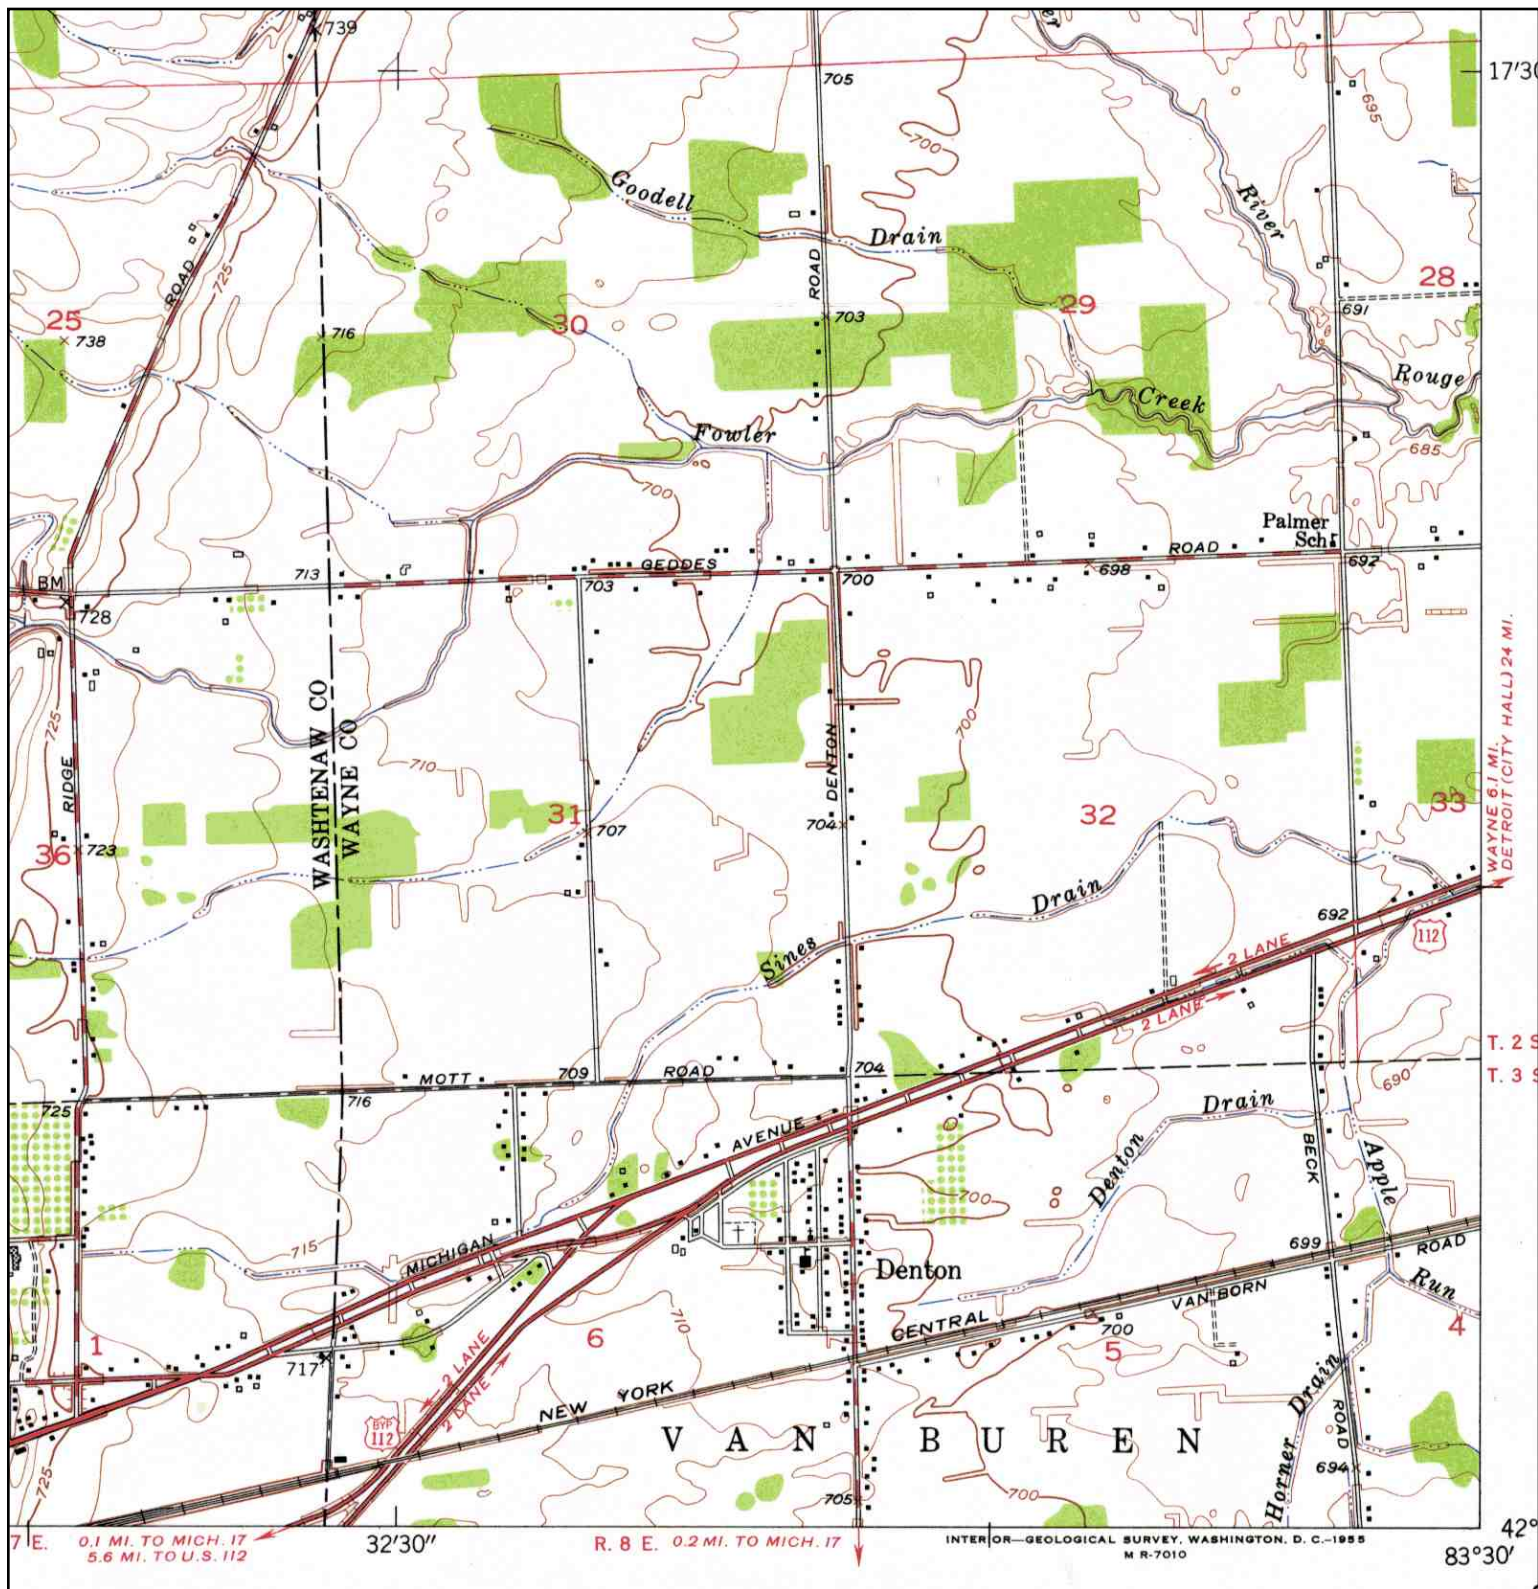 739
17'30
705
695
700
Goodell
River
Drain
ROAD
725
ROAD
28
25
738
716
30
703
29
691
Rouge
Creek
Fowler
685
700
Palmer
Sch
ROAD
GEDDES
BM
713
703
700
698
692
728
WASHTENAW CO
WAYNE CO
725
700
710
RIDGE
DENTON
WAYNE 6.1 MI.
DETROIT (CITY HALL) 24 MI.
31
707
704
32
33
36
723
Drain
692
112
Sines
2 LANE
2 LANE
T. 2 S
T. 3 S
MOTT
709
ROAD
704
690
725
716
Drain
AVENUE
BECK
Denton
Apple
700
715
MICHIGAN
699
ROAD
Denton
Run
VAN BORN
CENTRAL
710
700
1
6
5
4
717
2 LANE
2 LANE
NEW YORK
Drain
ROAD
BYP
112
VAN BUREN
Horner
694
725
700
705
7 E.
0.1 MI. TO MICH. 17
5.6 MI. TO U.S. 112
32'30"
R. 8 E.
0.2 MI. TO MICH. 17
INTERIOR—GEOLOGICAL SURVEY, WASHINGTON, D. C.—1955
M R-7010
42°
83°30'